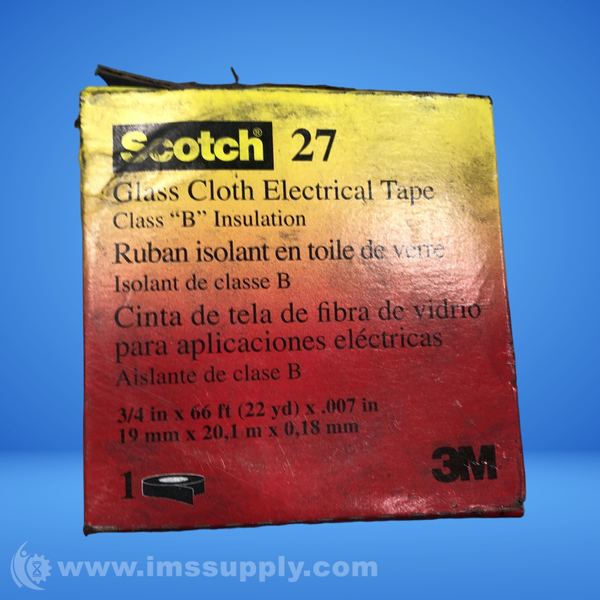 Scotch® 27
Glass Cloth Electrical Tape
Class "B" Insulation
Ruban isolant en toile de verre
Isolant de classe B
Cinta de tela de fibra de vidrio
para aplicaciones eléctricas
Aislante de clase B
3/4 in x 66 ft (22 yd) x .007 in
19 mm x 20,1 m x 0,18 mm
1
3M
www.imssupply.com